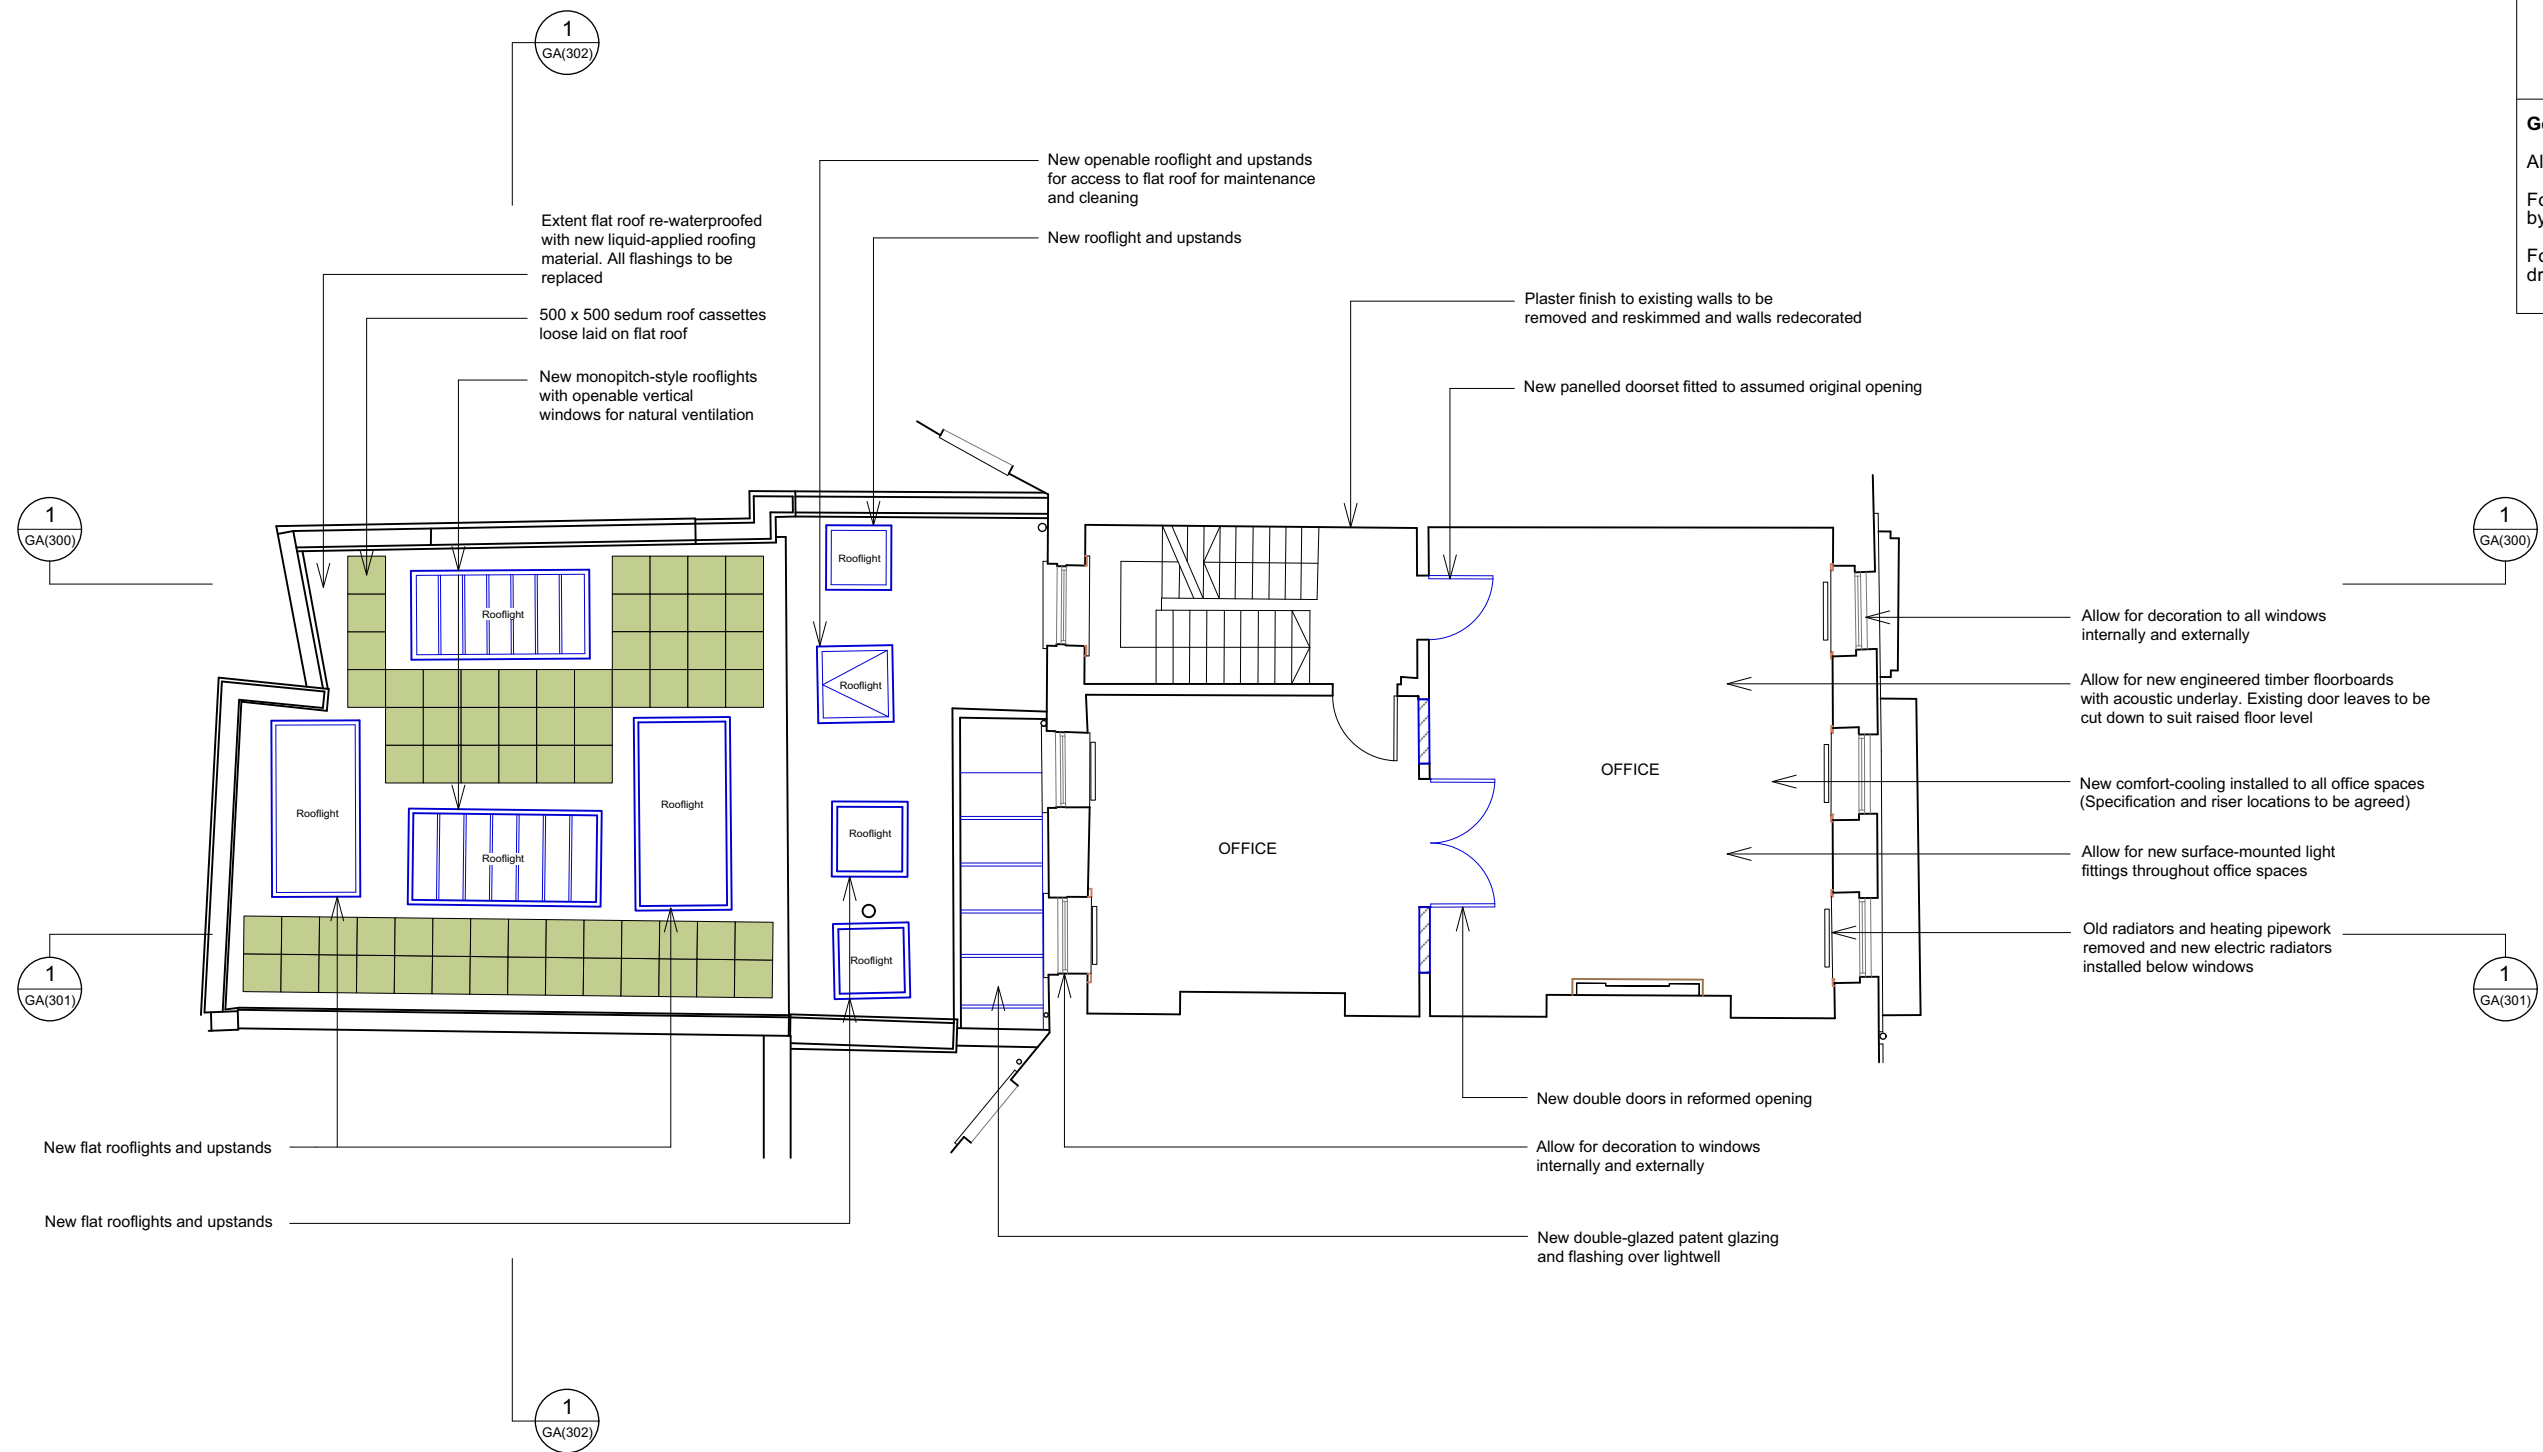 1
GA(302)
New openable rooflight and upstands
for access to flat roof for maintenance
and cleaning
Extent flat roof re-waterproofed
with new liquid-applied roofing
material. All flashings to be
replaced
New rooflight and upstands
500 x 500 sedum roof cassettes
loose laid on flat roof
New monopitch-style rooflights
with openable vertical
windows for natural ventilation
Plaster finish to existing walls to be
removed and reskimmed and walls redecorated
New panelled doorset fitted to assumed original opening
1
GA(300)
1
GA(300)
Rooflight
Rooflight
Rooflight
Rooflight
Rooflight
Rooflight
Rooflight
Rooflight
OFFICE
OFFICE
Allow for decoration to all windows
internally and externally
Allow for new engineered timber floorboards
with acoustic underlay. Existing door leaves to be
cut down to suit raised floor level
New comfort-cooling installed to all office spaces
(Specification and riser locations to be agreed)
Allow for new surface-mounted light
fittings throughout office spaces
Old radiators and heating pipework
removed and new electric radiators
installed below windows
1
GA(301)
1
GA(301)
New double doors in reformed opening
New flat rooflights and upstands
Allow for decoration to windows
internally and externally
New flat rooflights and upstands
New double-glazed patent glazing
and flashing over lightwell
1
GA(302)